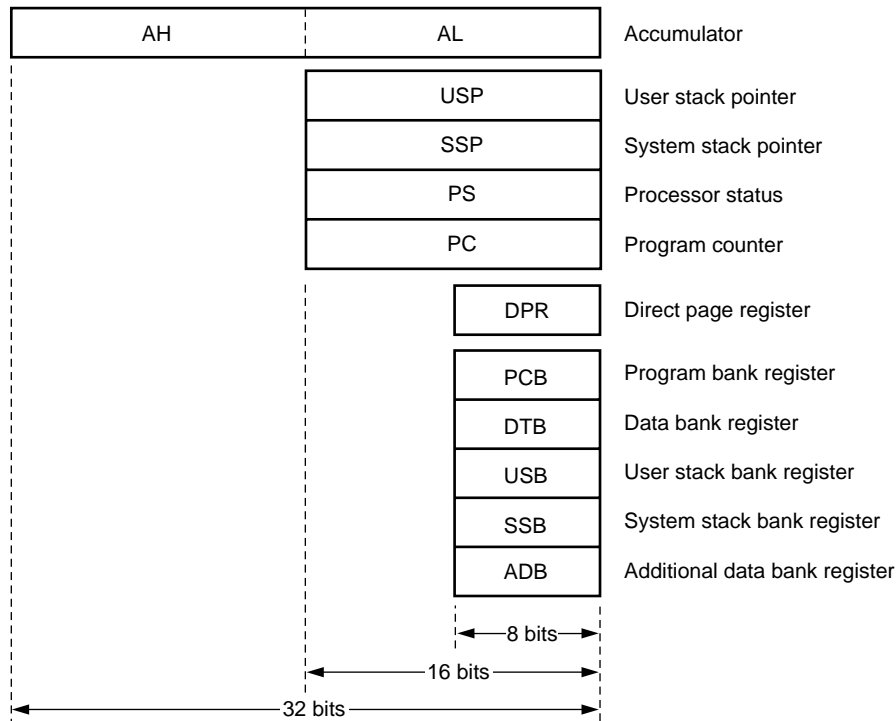 AH AL Accumulator
USP User stack pointer
SSP System stack pointer
PS Processor status
PC Program counter
DPR Direct page register
PCB Program bank register
DTB Data bank register
USB User stack bank register
SSB System stack bank register
ADB Additional data bank register
8 bits
16 bits
32 bits